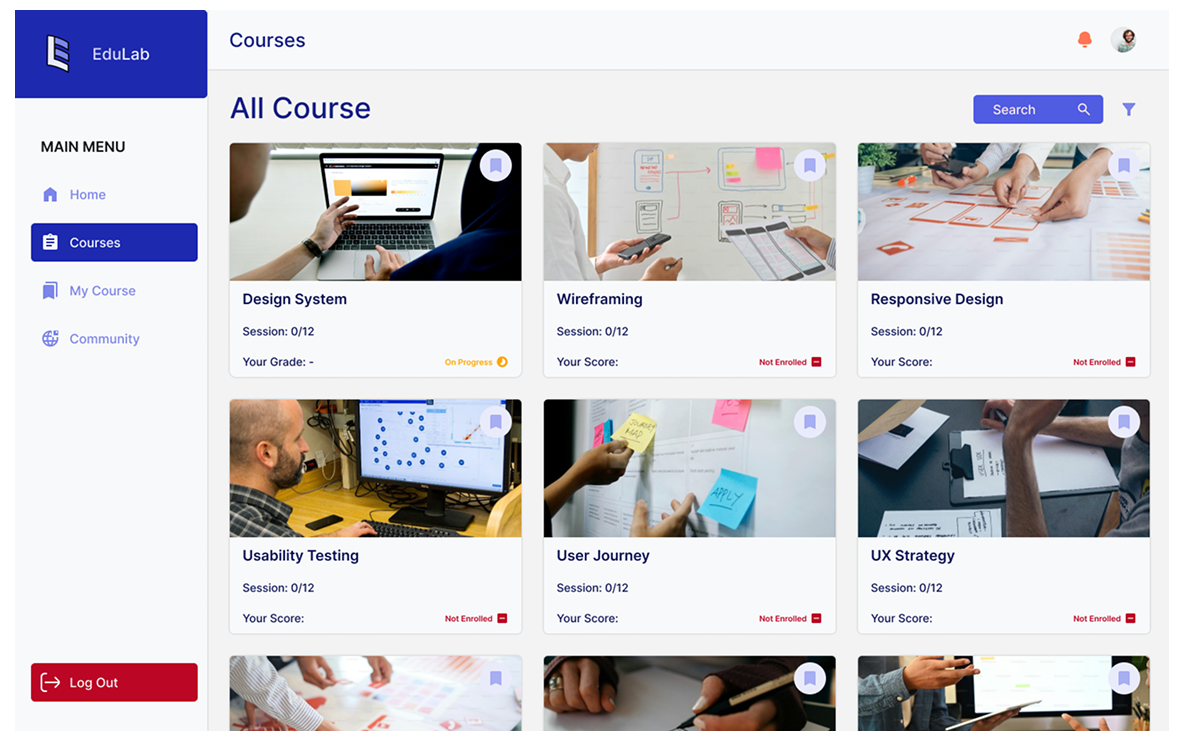 EduLab
Courses
All Course
Search
MAIN MENU
Home
Courses
My Course
Community
Log Out
Design System
Session: 0/12
Your Grade: -
On Progress
Wireframing
Session: 0/12
Your Score:
Not Enrolled
Responsive Design
Session: 0/12
Your Score:
Not Enrolled
JOURNEY
MAP
APPLY
Usability Testing
Session: 0/12
Your Score:
Not Enrolled
User Journey
Session: 0/12
Your Score:
Not Enrolled
UX Strategy
Session: 0/12
Your Score:
Not Enrolled